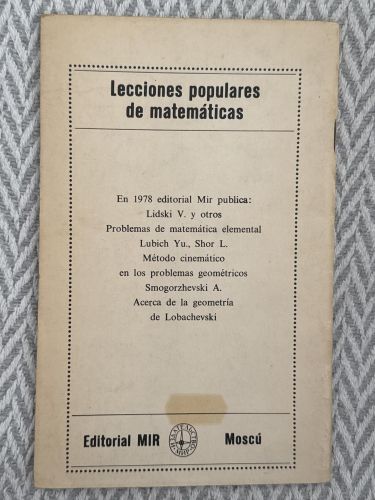 Lecciones populares
de matemáticas
En 1978 editorial Mir publica:
Lidski V. y otros
Problemas de matemática elemental
Lubich Yu., Shor L.
Método cinemático
en los problemas geométricos
Smogorzhevski A.
Acerca de la geometría
de Lobachevski
Editorial MIR
Moscú